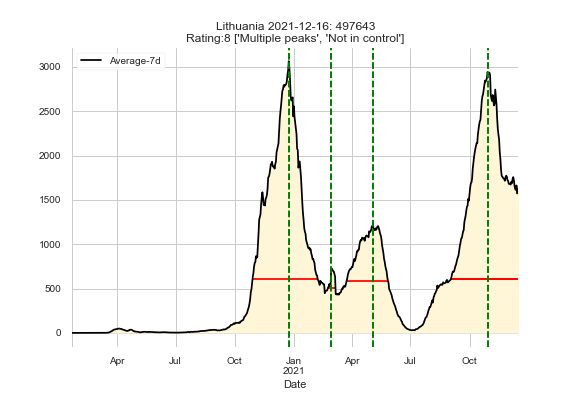 Lithuania 2021-12-16: 497643
Rating:8 ['Multiple peaks', 'Not in control']
Average-7d
3000
2500
2000
1500
1000
500
0
Apr Jul Oct Jan Apr Jul Oct
2021
Date